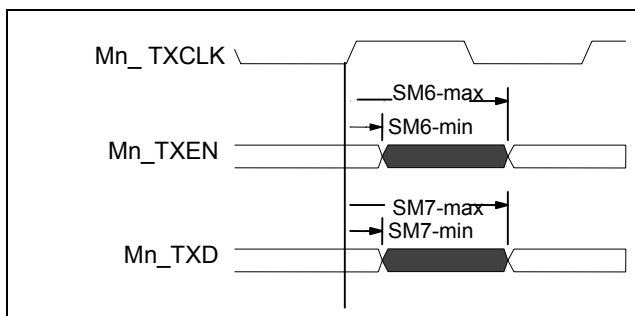 Mn_ TXCLK
SM6-max
SM6-min
Mn_TXEN
SM7-max
SM7-min
Mn_TXD